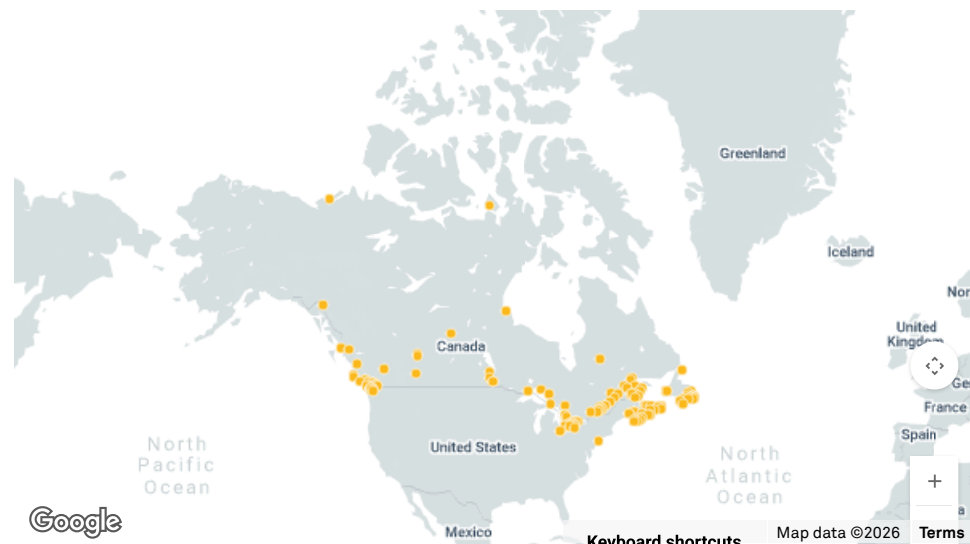 Greenland
Iceland
Nor
United
Kingdom
Canada
Ge
France
Spain
North
Pacific
Ocean
United States
North
Atlantic
Ocean
a
Google
Mexico
Keyboard shortcuts
Map data ©2026
Terms